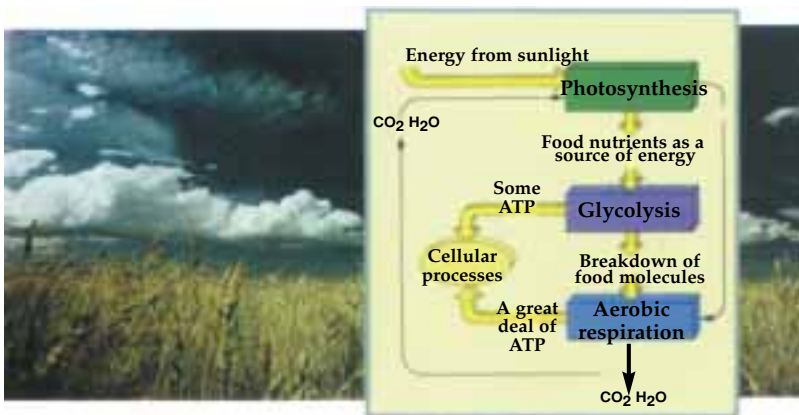 Energy from sunlight
Photosynthesis
CO2 H2O
Food nutrients as a
source of energy
Some
ATP
Glycolysis
Cellular
processes
Breakdown of
food molecules
A great
deal of
ATP
Aerobic
respiration
CO2 H2O